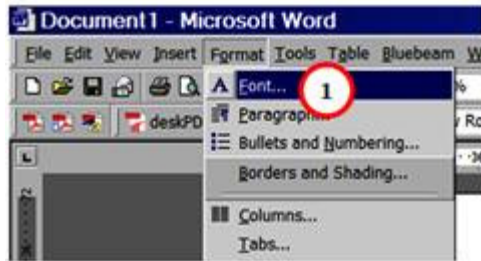 Document1 - Microsoft Word
File Edit View Insert Format Tools Table Bluebeam W
A Font... 1 %
deskPD Paragraph...
Bullets and Numbering...
Borders and Shading...
Columns...
Tabs...